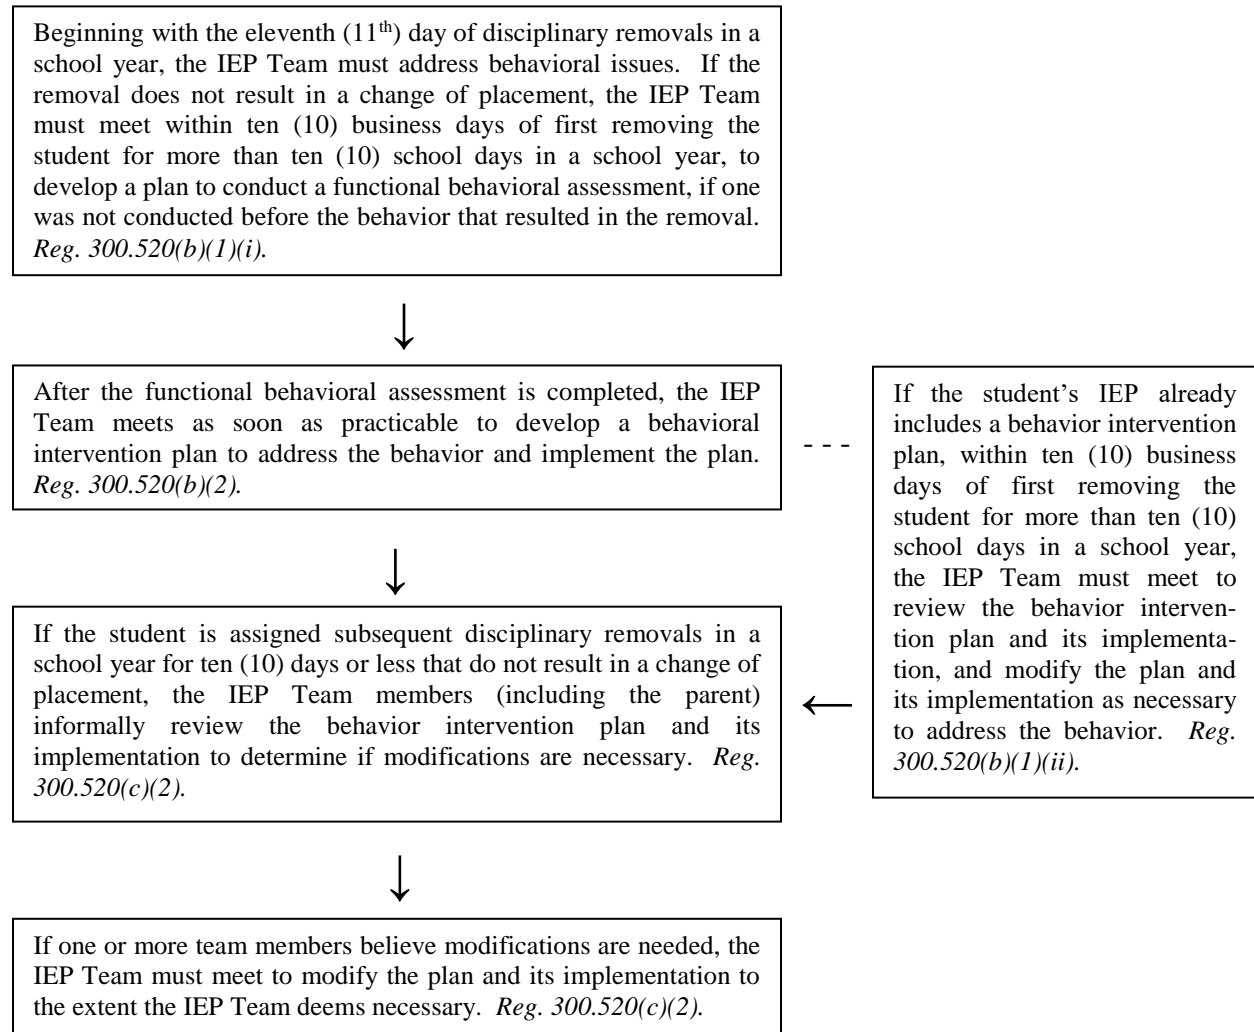 Beginning with the eleventh (11th) day of disciplinary removals in a
school year, the IEP Team must address behavioral issues. If the
removal does not result in a change of placement, the IEP Team
must meet within ten (10) business days of first removing the
student for more than ten (10) school days in a school year, to
develop a plan to conduct a functional behavioral assessment, if one
was not conducted before the behavior that resulted in the removal.
Reg. 300.520(b)(1)(i).
After the functional behavioral assessment is completed, the IEP
Team meets as soon as practicable to develop a behavioral
intervention plan to address the behavior and implement the plan.
Reg. 300.520(b)(2).
If the student’s IEP already
includes a behavior intervention
plan, within ten (10) business
days of first removing the
student for more than ten (10)
school days in a school year,
the IEP Team must meet to
review the behavior interven-
tion plan and its implementa-
tion, and modify the plan and
its implementation as necessary
to address the behavior. Reg.
300.520(b)(1)(ii).
If the student is assigned subsequent disciplinary removals in a
school year for ten (10) days or less that do not result in a change of
placement, the IEP Team members (including the parent)
informally review the behavior intervention plan and its
implementation to determine if modifications are necessary. Reg.
300.520(c)(2).
If one or more team members believe modifications are needed, the
IEP Team must meet to modify the plan and its implementation to
the extent the IEP Team deems necessary. Reg. 300.520(c)(2).